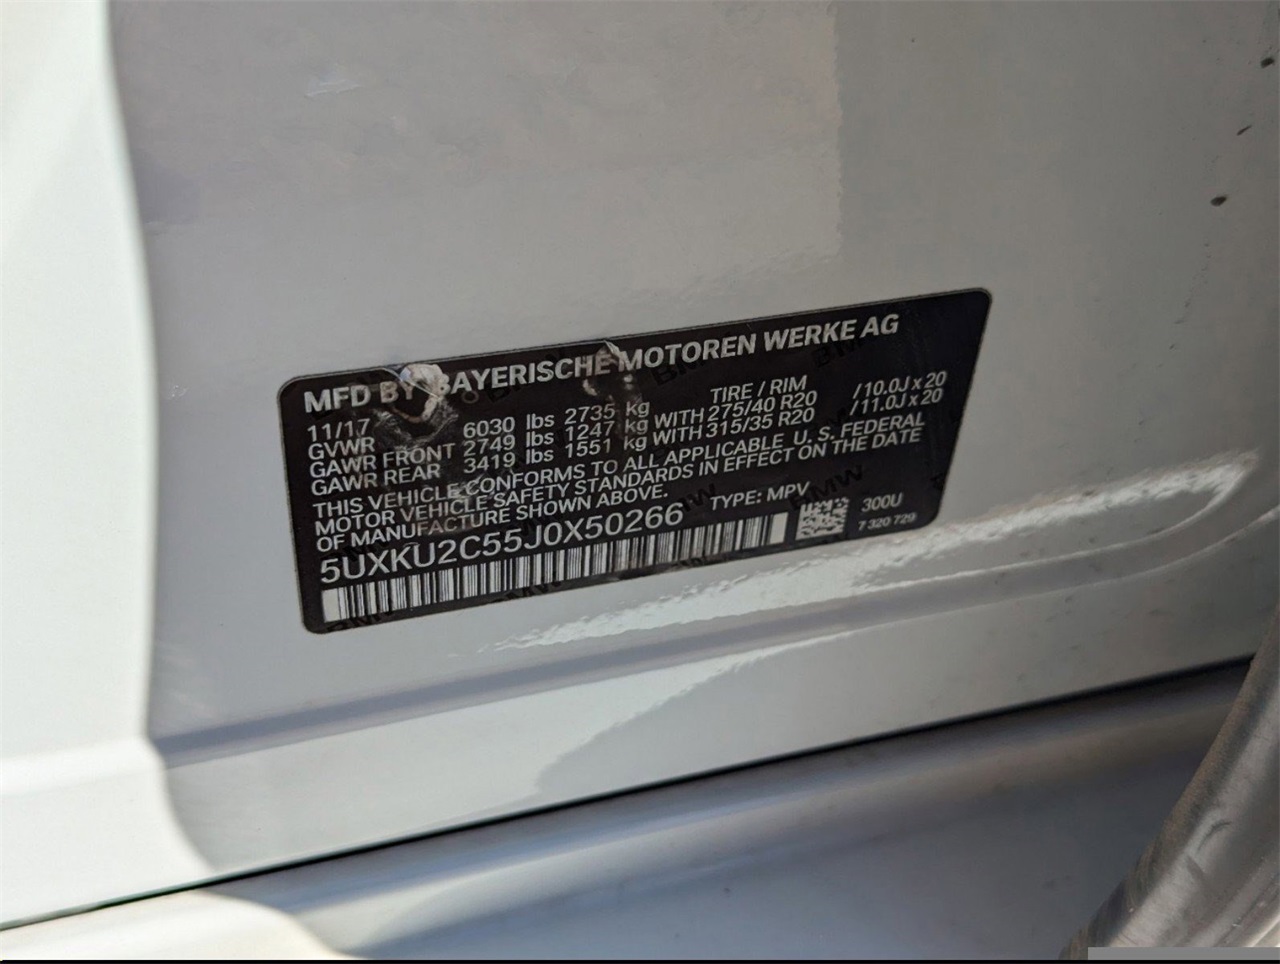 MFD BY BAYERISCHE MOTOREN WERKE AG
11/17 TIRE / RIM
GVWR 6030 lbs 2735 kg
GAWR FRONT 2749 lbs 1247 kg WITH 275/40 R20 /10.0J x 20
GAWR REAR 3419 lbs 1551 kg WITH 315/35 R20 /11.0J x 20
THIS VEHICLE CONFORMS TO ALL APPLICABLE U. S. FEDERAL
MOTOR VEHICLE SAFETY STANDARDS IN EFFECT ON THE DATE
OF MANUFACTURE SHOWN ABOVE.
5UXKU2C55J0X50266 TYPE: MPV 300U
7 320 729